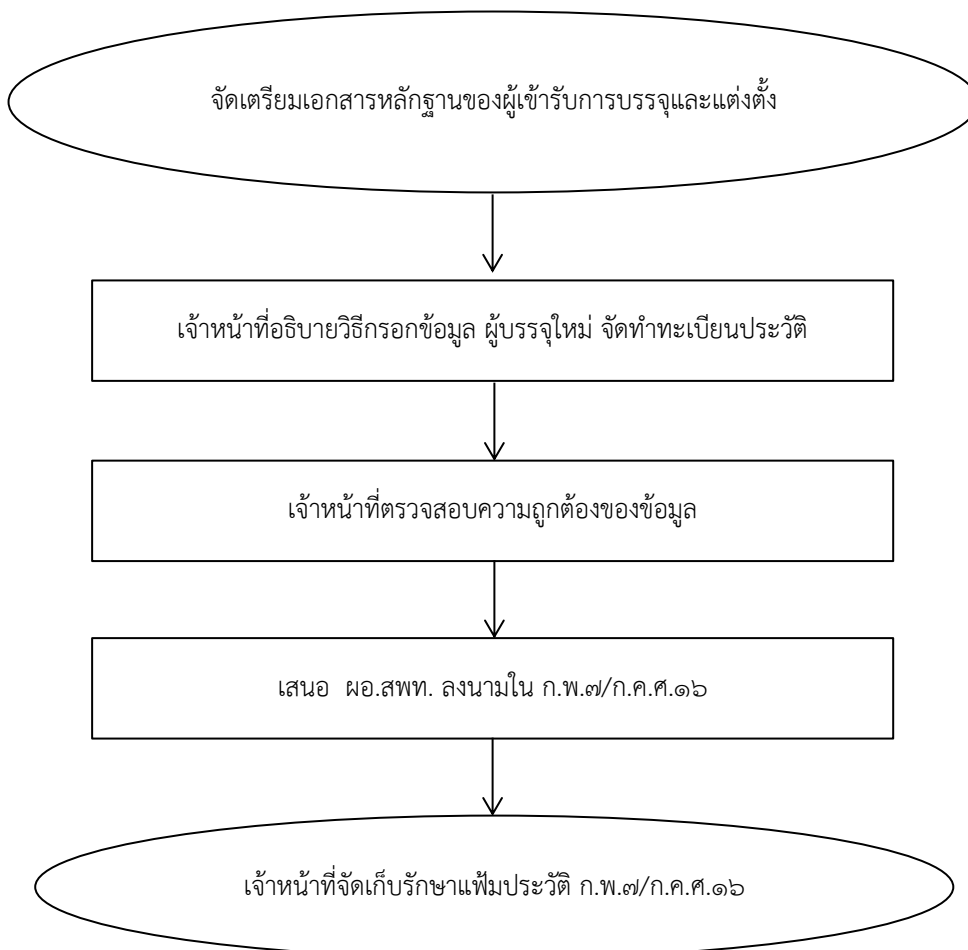 จัดเตรียมเอกสารหลักฐานของผู้เข้ารับการบรรจุและแต่งตั้ง
เจ้าหน้าที่อธิบายวิธีกรอกข้อมูล ผู้บรรจุใหม่ จัดทำทะเบียนประวัติ
เจ้าหน้าที่ตรวจสอบความถูกต้องของข้อมูล
เสนอ ผอ.สพท. ลงนามใน ก.พ.๗/ก.ค.ศ.๑๖
เจ้าหน้าที่จัดเก็บรักษาแฟ้มประวัติ ก.พ.๗/ก.ค.ศ.๑๖